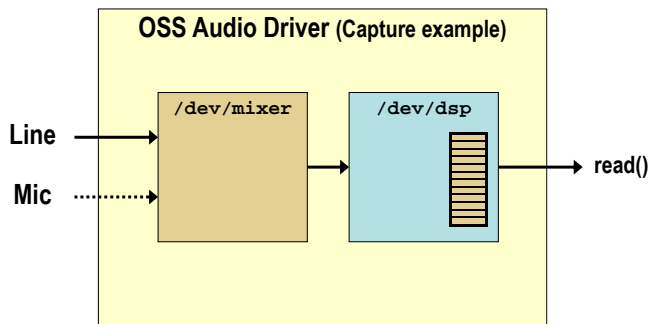 OSS Audio Driver (Capture example)
/dev/mixer
/dev/dsp
Line
Mic
read()